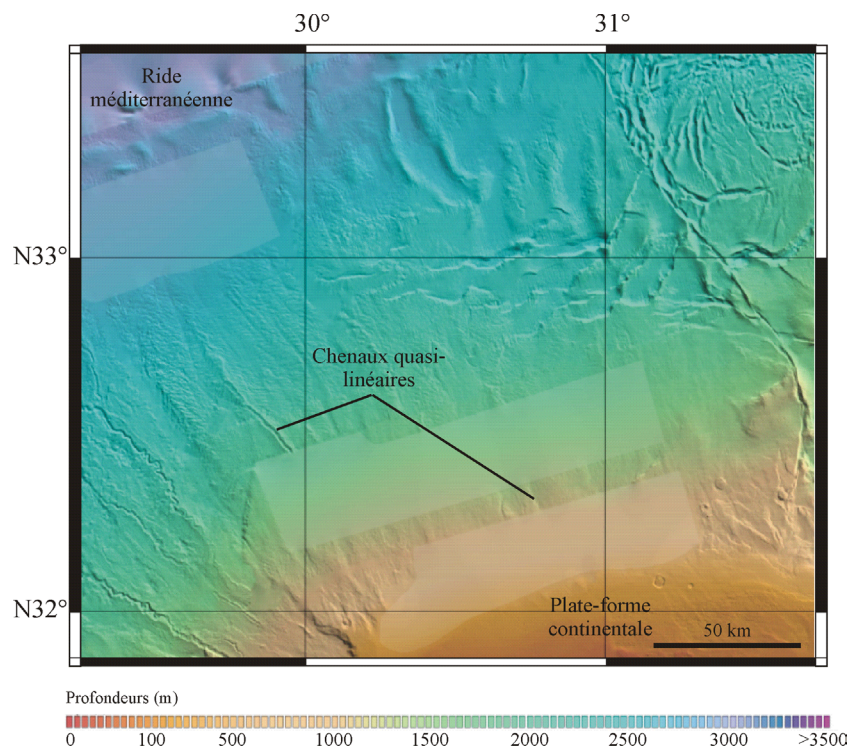 30° 31°
Ride
méditerranéenne
N33°
Chenaux quasi-
linéaires
N32°
Plate-forme
continentale
50 km
Profondeurs (m)
0 100 500 1000 1500 2000 2500 3000 >3500